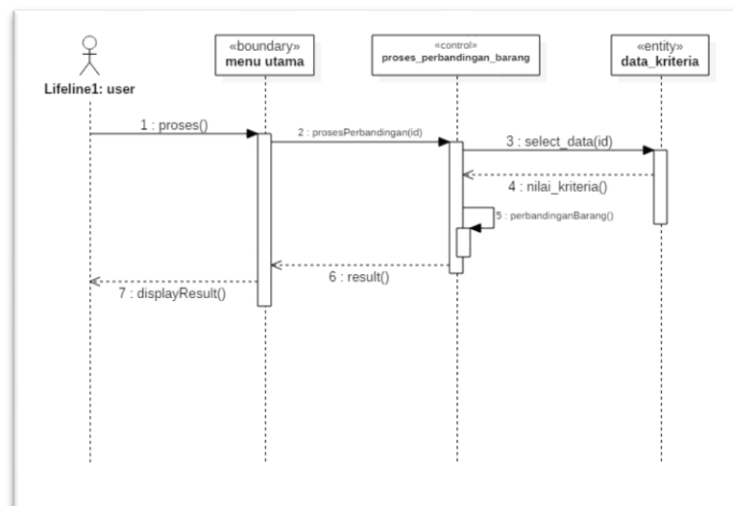 «boundary»
menu utama
«control»
proses_perbandingan_barang
«entity»
data_kriteria
Lifeline1: user
1 : proses()
2 : prosesPerbandingan(id)
3 : select_data(id)
4 : nilai_kriteria()
5 : perbandinganBarang()
6 : result()
7 : displayResult()